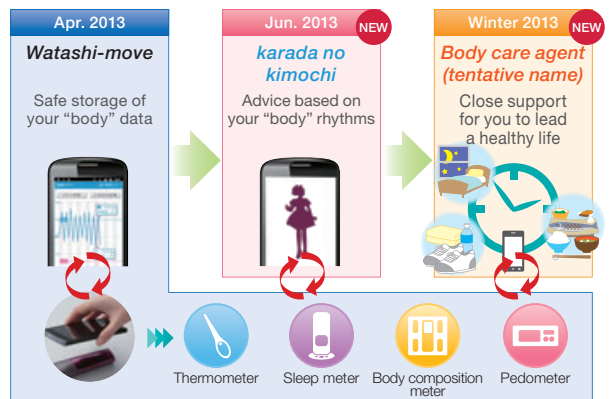 Apr. 2013
Watashi-move
Safe storage of
your “body” data
Jun. 2013
NEW
karada no
kimochi
Advice based on
your “body” rhythms
Winter 2013
NEW
Body care agent
(tentative name)
Close support
for you to lead
a healthy life
Thermometer
Sleep meter
Body composition
meter
Pedometer